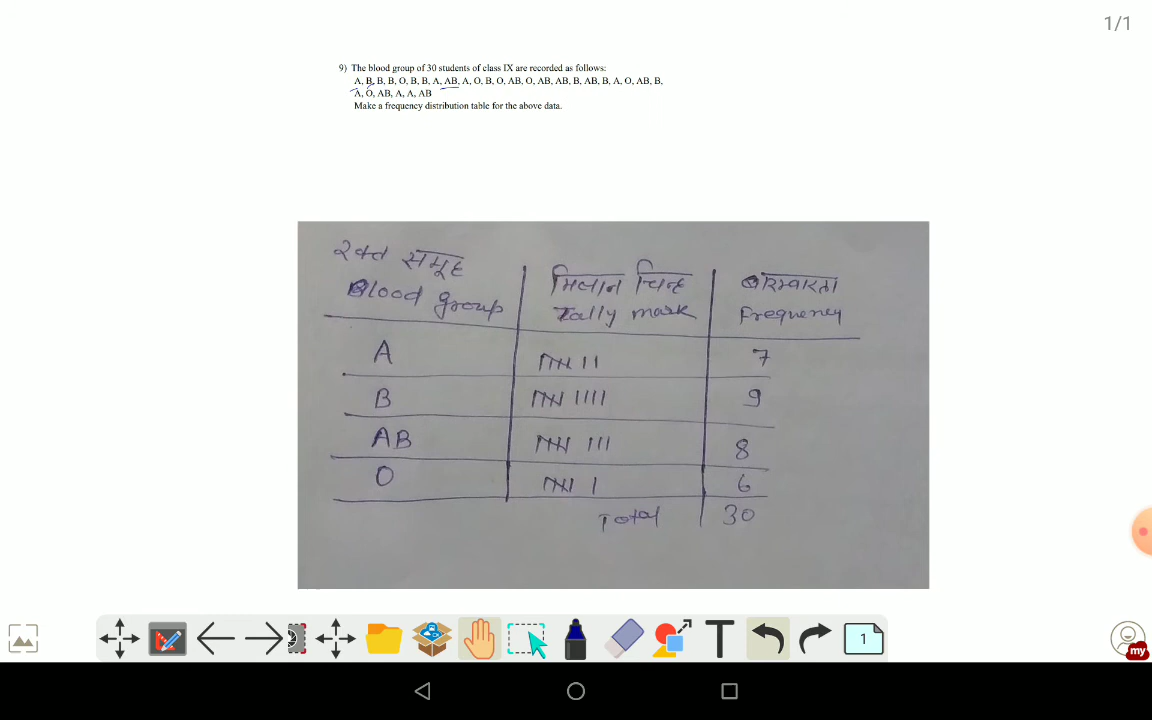 1/1
9) The blood group of 30 students of class IX are recorded as follows:
A, B, B, B, O, B, B, A, AB, A, O, B, O, AB, O, AB, AB, B, AB, B, A, O, AB, B,
A, O, AB, A, A, AB
Make a frequency distribution table for the above data.
रक्त समूह मिलान चिन्ह बारम्वारता
Blood group Tally mark Frequency
A 7
B 9
AB 8
O 6
Total 30
1
my